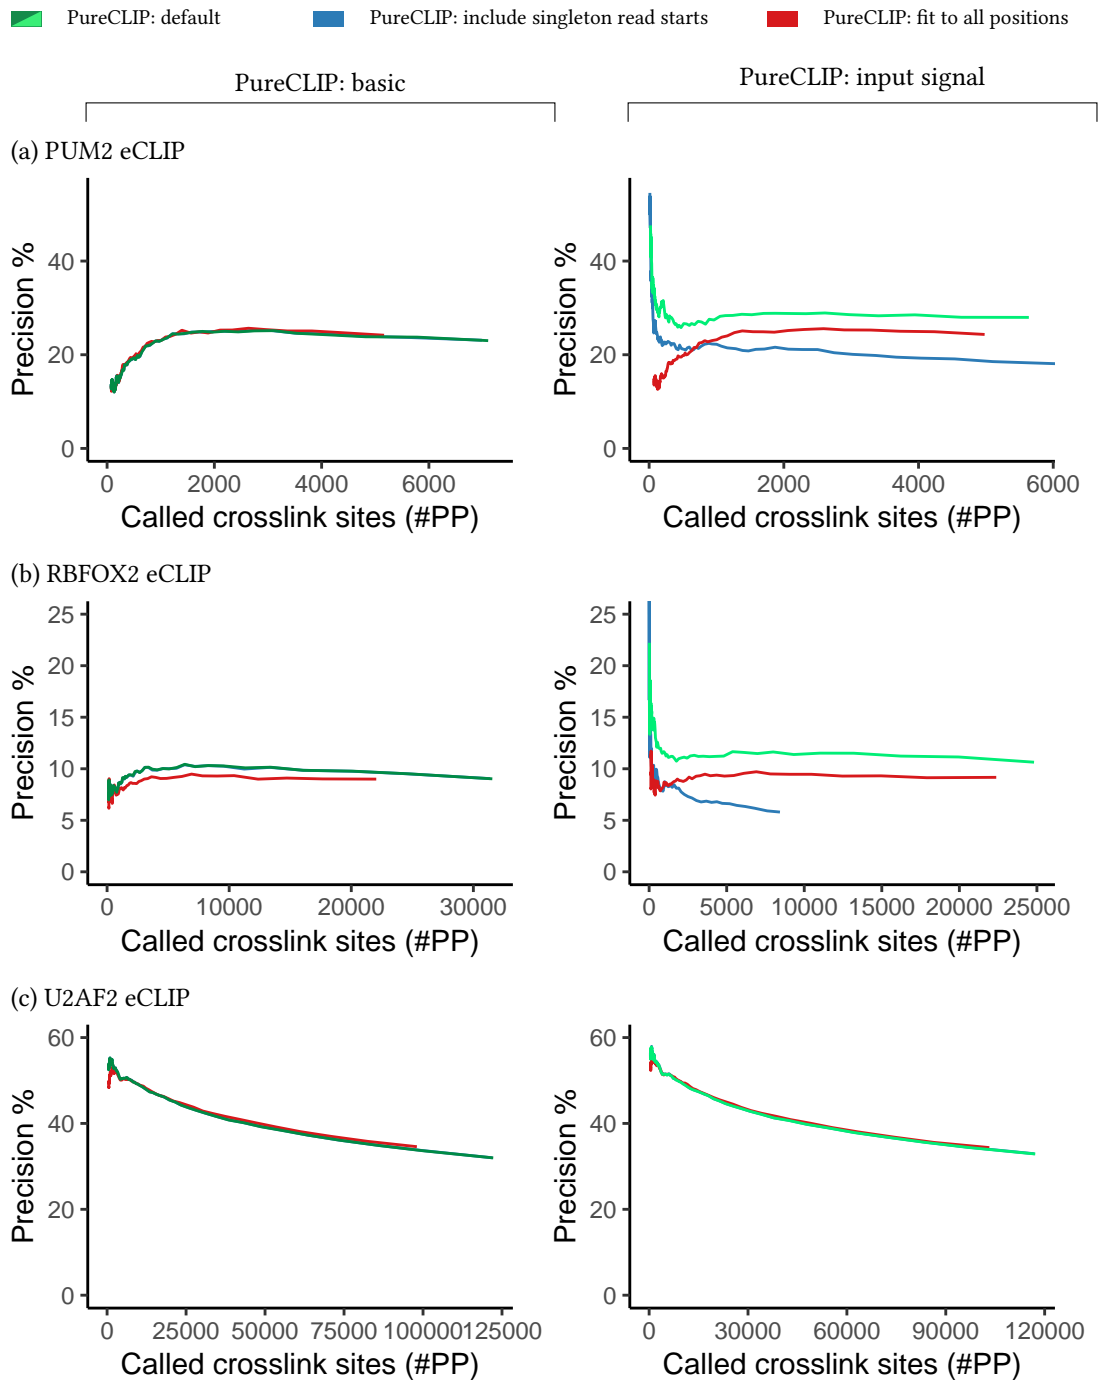 PureCLIP: default PureCLIP: include singleton read starts PureCLIP: fit to all positions
PureCLIP: basic PureCLIP: input signal
(a) PUM2 eCLIP
Precision %
40
20
0
0 2000 4000 6000
Called crosslink sites (#PP)
Precision %
40
20
0
0 2000 4000 6000
Called crosslink sites (#PP)
(b) RBFOX2 eCLIP
Precision %
25
20
15
10
5
0
0 10000 20000 30000
Called crosslink sites (#PP)
Precision %
25
20
15
10
5
0
0 5000 10000 15000 20000 25000
Called crosslink sites (#PP)
(c) U2AF2 eCLIP
Precision %
60
40
20
0
0 25000 50000 75000 100000 125000
Called crosslink sites (#PP)
Precision %
60
40
20
0
0 30000 60000 90000 120000
Called crosslink sites (#PP)